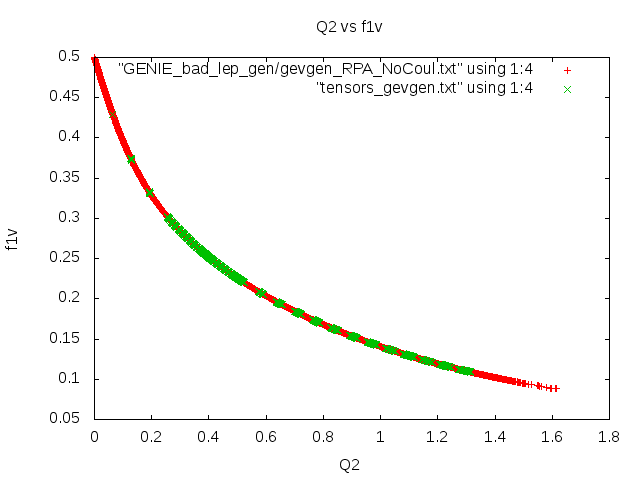 Q2 vs f1v
"GENIE_bad_lep_gen/gevgen_RPA_NoCoul.txt" using 1:4
"tensors_gevgen.txt" using 1:4
0.5
0.45
0.4
0.35
0.3
0.25
0.2
0.15
0.1
0.05
f1v
0 0.2 0.4 0.6 0.8 1 1.2 1.4 1.6 1.8
Q2